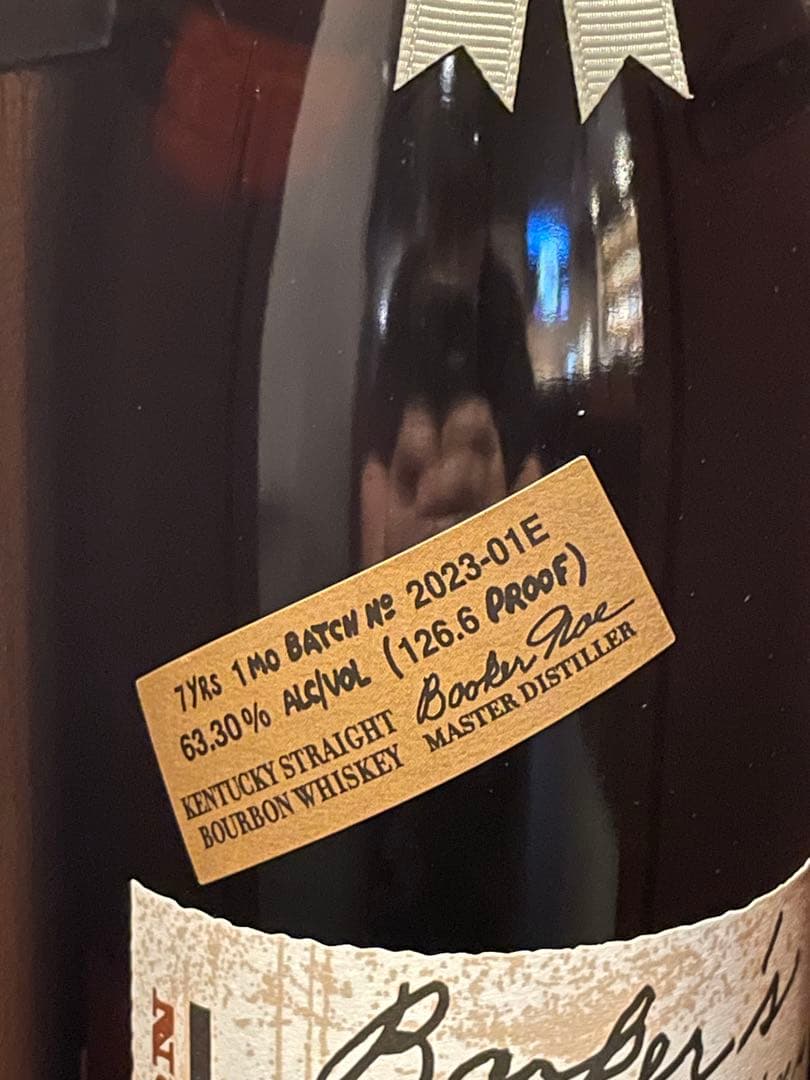 7YRS 1MO BATCH Nº 2023-01E
63.30% ALC/VOL (126.6 PROOF)
KENTUCKY STRAIGHT
BOURBON WHISKEY
Booker Noe
MASTER DISTILLER
Booker's